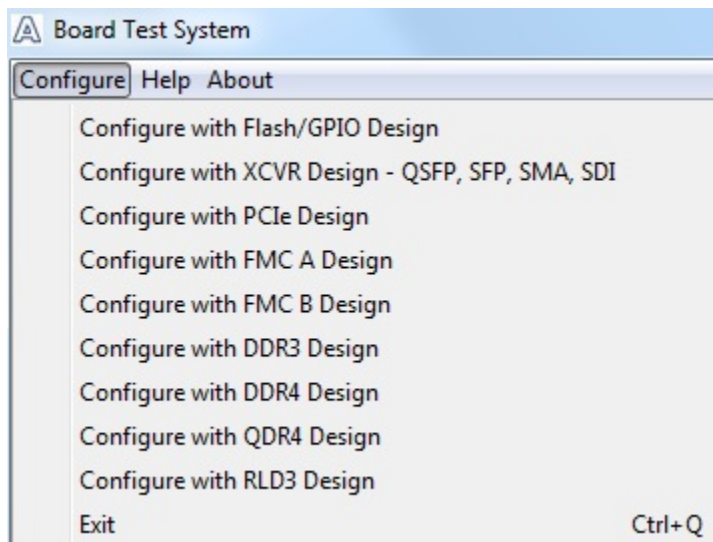 Board Test System
Configure Help About
Configure with Flash/GPIO Design
Configure with XCVR Design - QSFP, SFP, SMA, SDI
Configure with PCIe Design
Configure with FMC A Design
Configure with FMC B Design
Configure with DDR3 Design
Configure with DDR4 Design
Configure with QDR4 Design
Configure with RLD3 Design
Exit Ctrl+Q